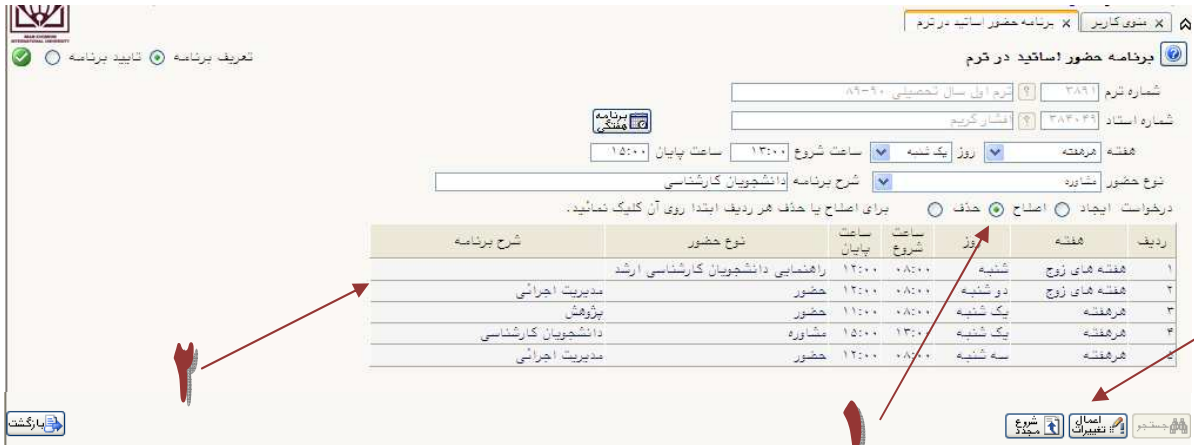 IMAM KHOMEINI
INTERNATIONAL UNIVERSITY
منوی کاربر
برنامه حضور اساتید در ترم
برنامه حضور اساتید در ترم
تعریف برنامه تایید برنامه
شماره ترم ۳۸۹۱ ترم اول سال تحصیلی ۹۰-۸۹
شماره استاد ۳۸۴۰۴۹ افشار کریم
برنامه هفتگی
هفته هرهفته روز یک شنبه ساعت شروع ۱۳:۰۰ ساعت پایان ۱۵:۰۰
نوع حضور مشاوره شرح برنامه دانشجویان کارشناسی
درخواست ایجاد اصلاح حذف برای اصلاح یا حذف هر ردیف ابتدا روی آن کلیک نمائید.
ردیف هفته روز ساعت شروع ساعت پایان نوع حضور شرح برنامه
۱ هفته های زوج شنبه ۰۸:۰۰ ۱۲:۰۰ راهنمایی دانشجویان کارشناسی ارشد
۲ هفته های زوج دو شنبه ۰۸:۰۰ ۱۲:۰۰ حضور مدیریت اجرائی
۳ هرهفته یک شنبه ۰۸:۰۰ ۱۱:۰۰ حضور پژوهش
۴ هرهفته یک شنبه ۱۳:۰۰ ۱۵:۰۰ مشاوره دانشجویان کارشناسی
۵ هرهفته سه شنبه ۰۸:۰۰ ۱۲:۰۰ حضور مدیریت اجرائی
۲
۱
جستجو اعمال تغییرات شروع مجدد بازگشت